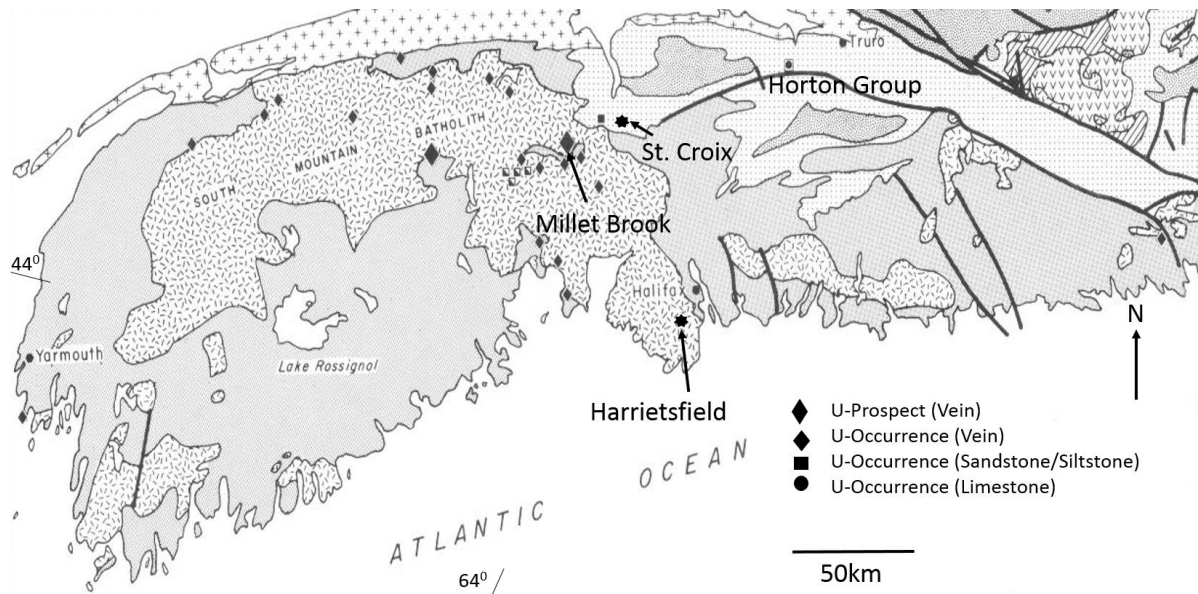 Truro
Horton Group
BATHOLITH
St. Croix
MOUNTAIN
SOUTH
Millet Brook
44⁰
Halifax
N
Yarmouth
Lake Rossignol
Harrietsfield
U-Prospect (Vein)
U-Occurrence (Vein)
U-Occurrence (Sandstone/Siltstone)
U-Occurrence (Limestone)
ATLANTIC OCEAN
50km
64⁰